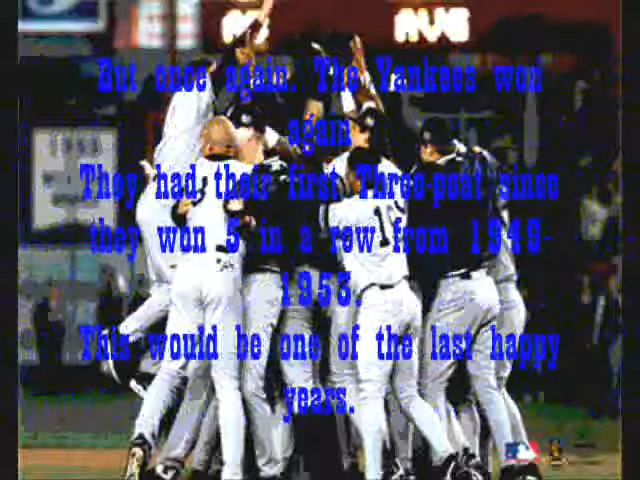 But once again. The Yankees won
again
They had their first Three-peat since
they won 5 in a row from 1949-
1953.
This would be one of the last happy
years.